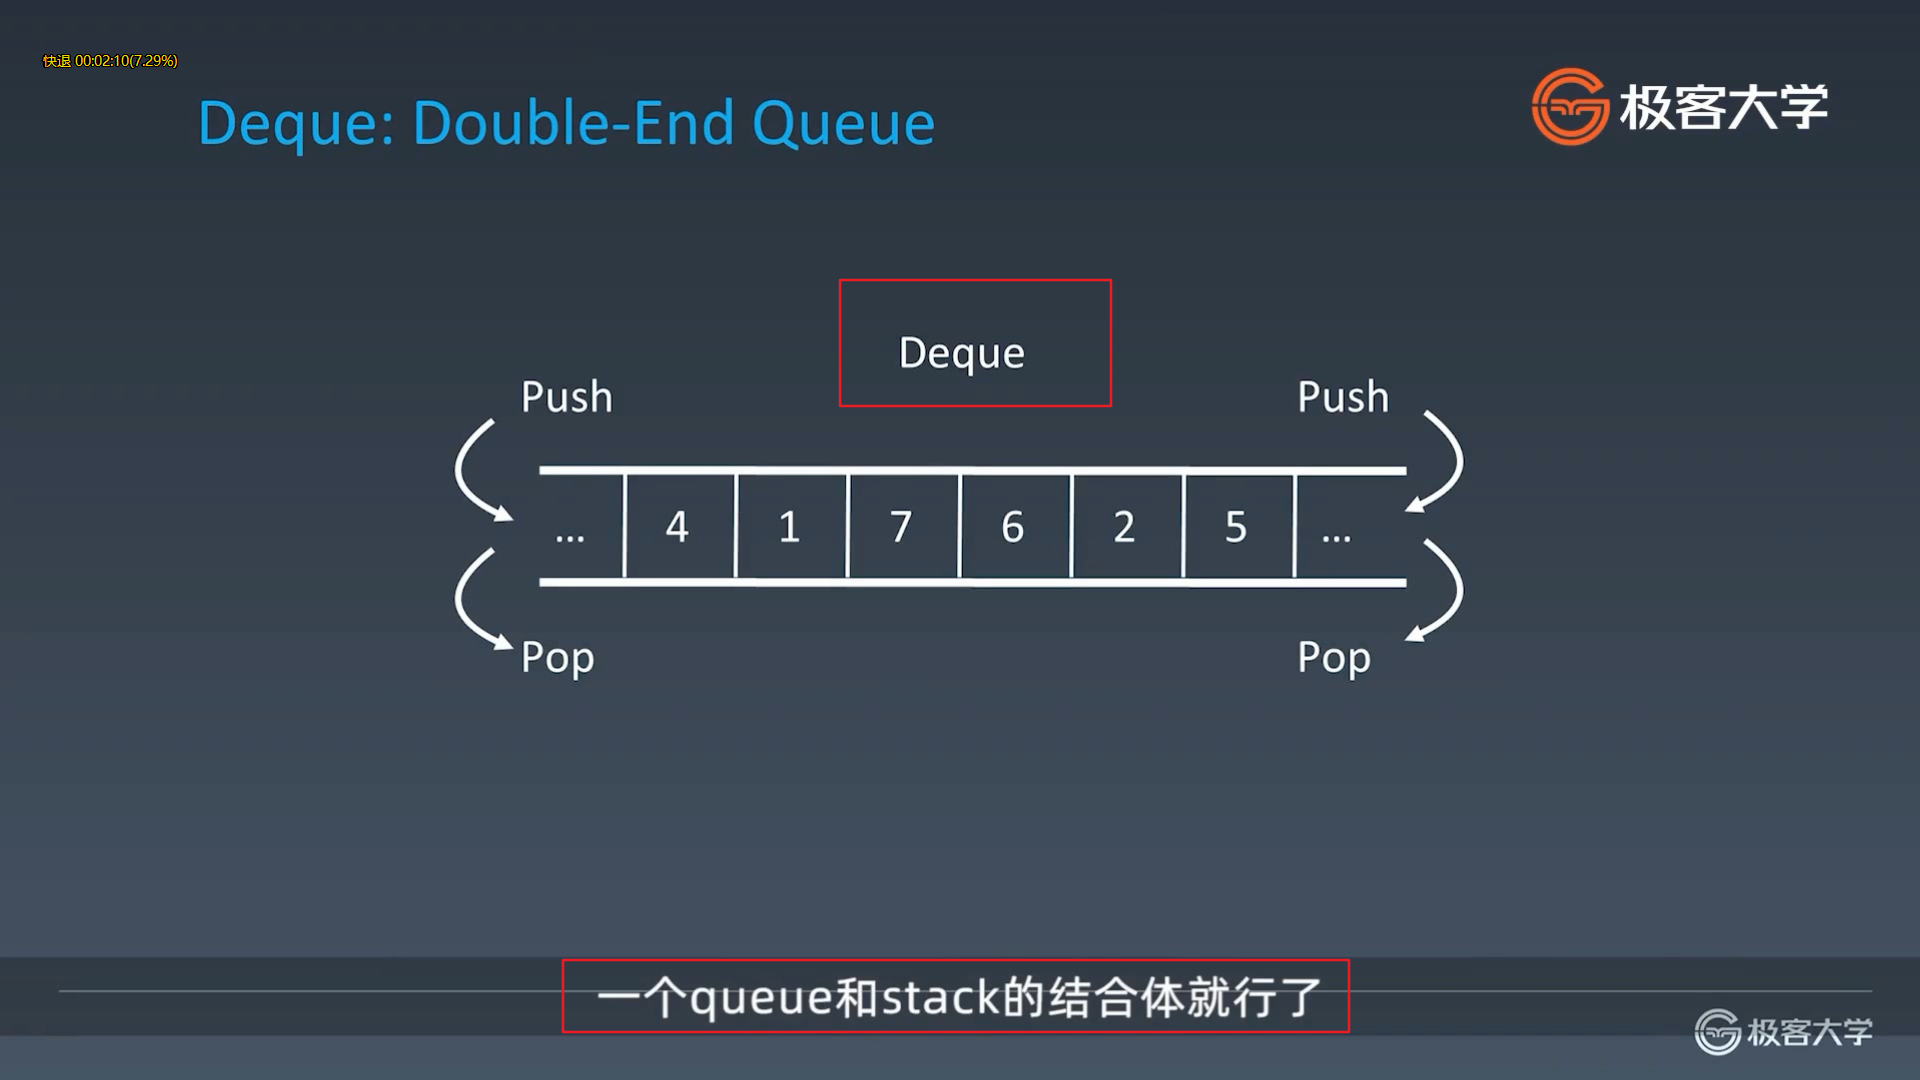 快退 00:02:10(7.29%)
极客大学
Deque: Double-End Queue
Deque
Push
Push
... 4 1 7 6 2 5 ...
Pop
Pop
一个queue和stack的结合体就行了
极客大学